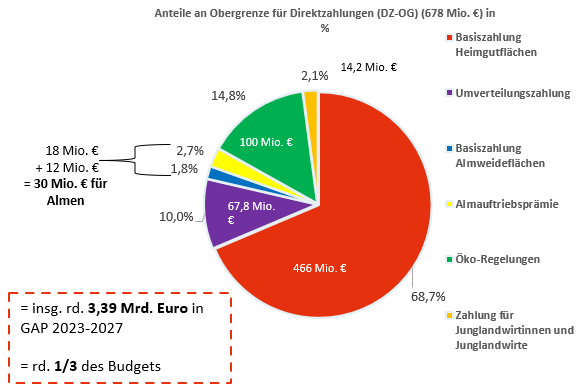 Anteile an Obergrenze für Direktzahlungen (DZ-OG) (678 Mio. €) in
%
2,1%
14,2 Mio. €
14,8%
100 Mio. €
18 Mio. €
+ 12 Mio. €
= 30 Mio. € für
Almen
2,7%
1,8%
10,0%
67,8 Mio.
€
466 Mio. €
68,7%
Basiszahlung
Heimgutflächen
Umverteilungszahlung
Basiszahlung
Almweideflächen
Almauftriebsprämie
Öko-Regelungen
Zahlung für
Junglandwirtinnen und
Junglandwirte
= insg. rd. 3,39 Mrd. Euro in
GAP 2023-2027
= rd. 1/3 des Budgets